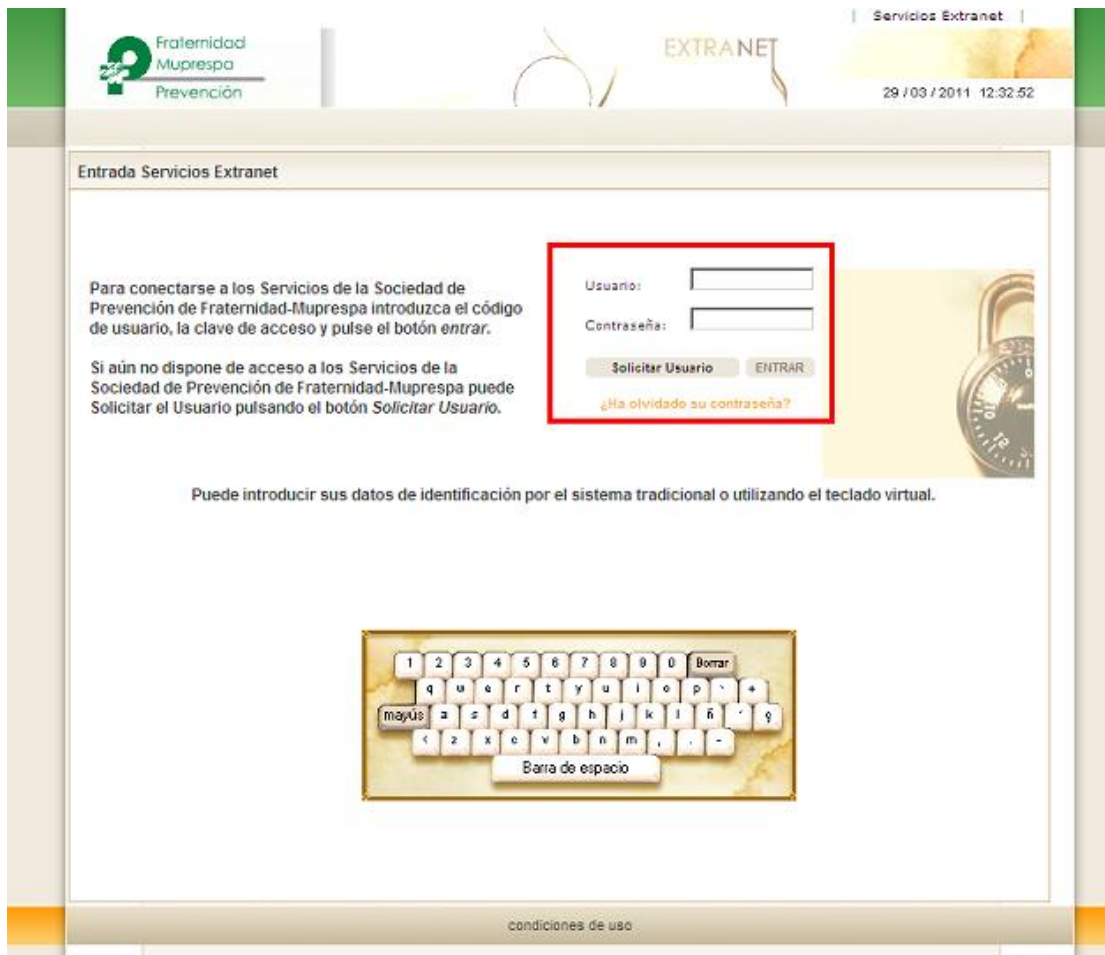 | Servicios Extranet |
Fraternidad
Muprespa
Prevención
EXTRANET
29 / 03 / 2011 12:32:52
Entrada Servicios Extranet
Para conectarse a los Servicios de la Sociedad de
Prevención de Fraternidad-Muprespa introduzca el código
de usuario, la clave de acceso y pulse el botón entrar.
Si aún no dispone de acceso a los Servicios de la
Sociedad de Prevención de Fraternidad-Muprespa puede
Solicitar el Usuario pulsando el botón Solicitar Usuario.
Usuario:
Contraseña:
Solicitar Usuario ENTRAR
¿Ha olvidado su contraseña?
Puede introducir sus datos de identificación por el sistema tradicional o utilizando el teclado virtual.
1 2 3 4 5 6 7 8 9 0 Borrar
q w e r t y u i o p ` +
mayús a s d f g h j k l ñ ´ ç
< z x c v b n m , . -
Barra de espacio
condiciones de uso